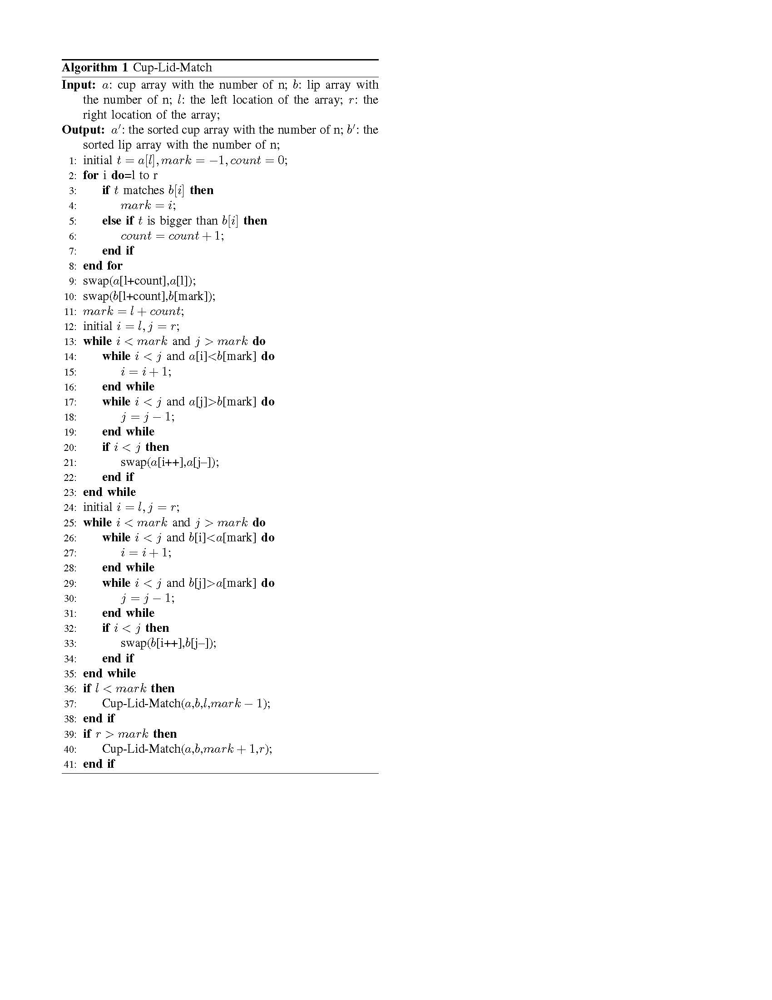 Algorithm 1 Cup-Lid-Match
Input: a: cup array with the number of n; b: lip array with
the number of n; l: the left location of the array; r: the
right location of the array;
Output: a′: the sorted cup array with the number of n; b′: the
sorted lip array with the number of n;
1: initial t = a[l], mark = −1, count = 0;
2: for i do=l to r
3: if t matches b[i] then
4: mark = i;
5: else if t is bigger than b[i] then
6: count = count + 1;
7: end if
8: end for
9: swap(a[l+count],a[l]);
10: swap(b[l+count],b[mark]);
11: mark = l + count;
12: initial i = l, j = r;
13: while i < mark and j > mark do
14: while i < j and a[i]<b[mark] do
15: i = i + 1;
16: end while
17: while i < j and a[j]>b[mark] do
18: j = j − 1;
19: end while
20: if i < j then
21: swap(a[i++],a[j–]);
22: end if
23: end while
24: initial i = l, j = r;
25: while i < mark and j > mark do
26: while i < j and b[i]<a[mark] do
27: i = i + 1;
28: end while
29: while i < j and b[j]>a[mark] do
30: j = j − 1;
31: end while
32: if i < j then
33: swap(b[i++],b[j–]);
34: end if
35: end while
36: if l < mark then
37: Cup-Lid-Match(a,b,l,mark − 1);
38: end if
39: if r > mark then
40: Cup-Lid-Match(a,b,mark + 1,r);
41: end if